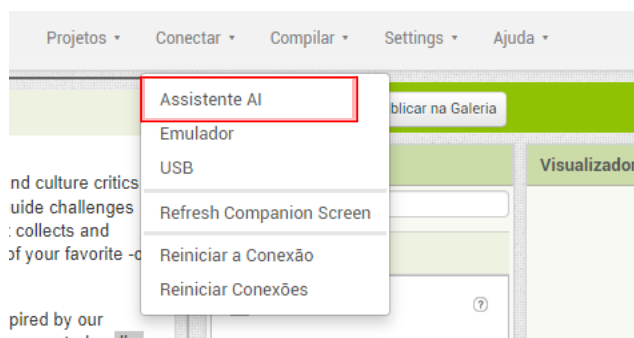 Projetos Conectar Compilar Settings Ajuda
Assistente AI
blicar na Galeria
Emulador
USB
Visualizador
nd culture critics
uide challenges
Refresh Companion Screen
collects and
of your favorite -c
Reiniciar a Conexão
Reiniciar Conexões
?
pired by our